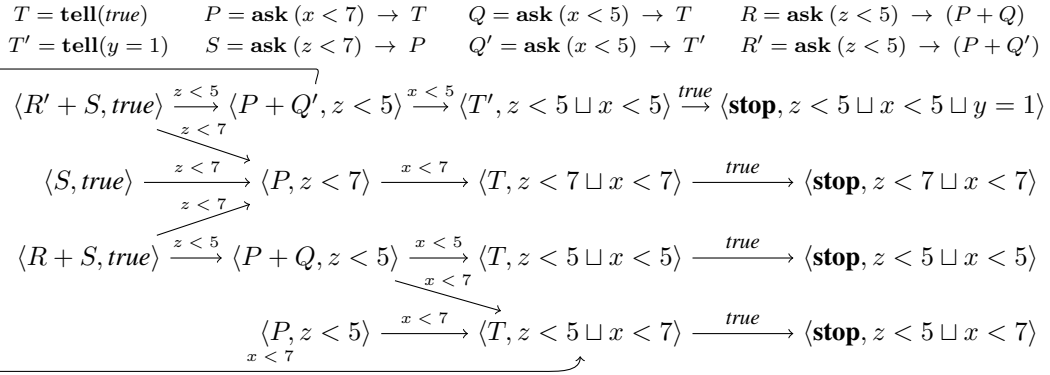 T = tell(true) P = ask (x < 7) → T Q = ask (x < 5) → T R = ask (z < 5) → (P + Q)
T′ = tell(y = 1) S = ask (z < 7) → P Q′ = ask (x < 5) → T′ R′ = ask (z < 5) → (P + Q′)
⟨R′ + S, true⟩ z < 5 ⟨P + Q′, z < 5⟩ x < 5 ⟨T′, z < 5 ⊔ x < 5⟩ true ⟨stop, z < 5 ⊔ x < 5 ⊔ y = 1⟩
z < 7
⟨S, true⟩ z < 7 ⟨P, z < 7⟩ x < 7 ⟨T, z < 7 ⊔ x < 7⟩ true ⟨stop, z < 7 ⊔ x < 7⟩
z < 7
⟨R + S, true⟩ z < 5 ⟨P + Q, z < 5⟩ x < 5 ⟨T, z < 5 ⊔ x < 5⟩ true ⟨stop, z < 5 ⊔ x < 5⟩
x < 7
⟨P, z < 5⟩ x < 7 ⟨T, z < 5 ⊔ x < 7⟩ true ⟨stop, z < 5 ⊔ x < 7⟩
x < 7